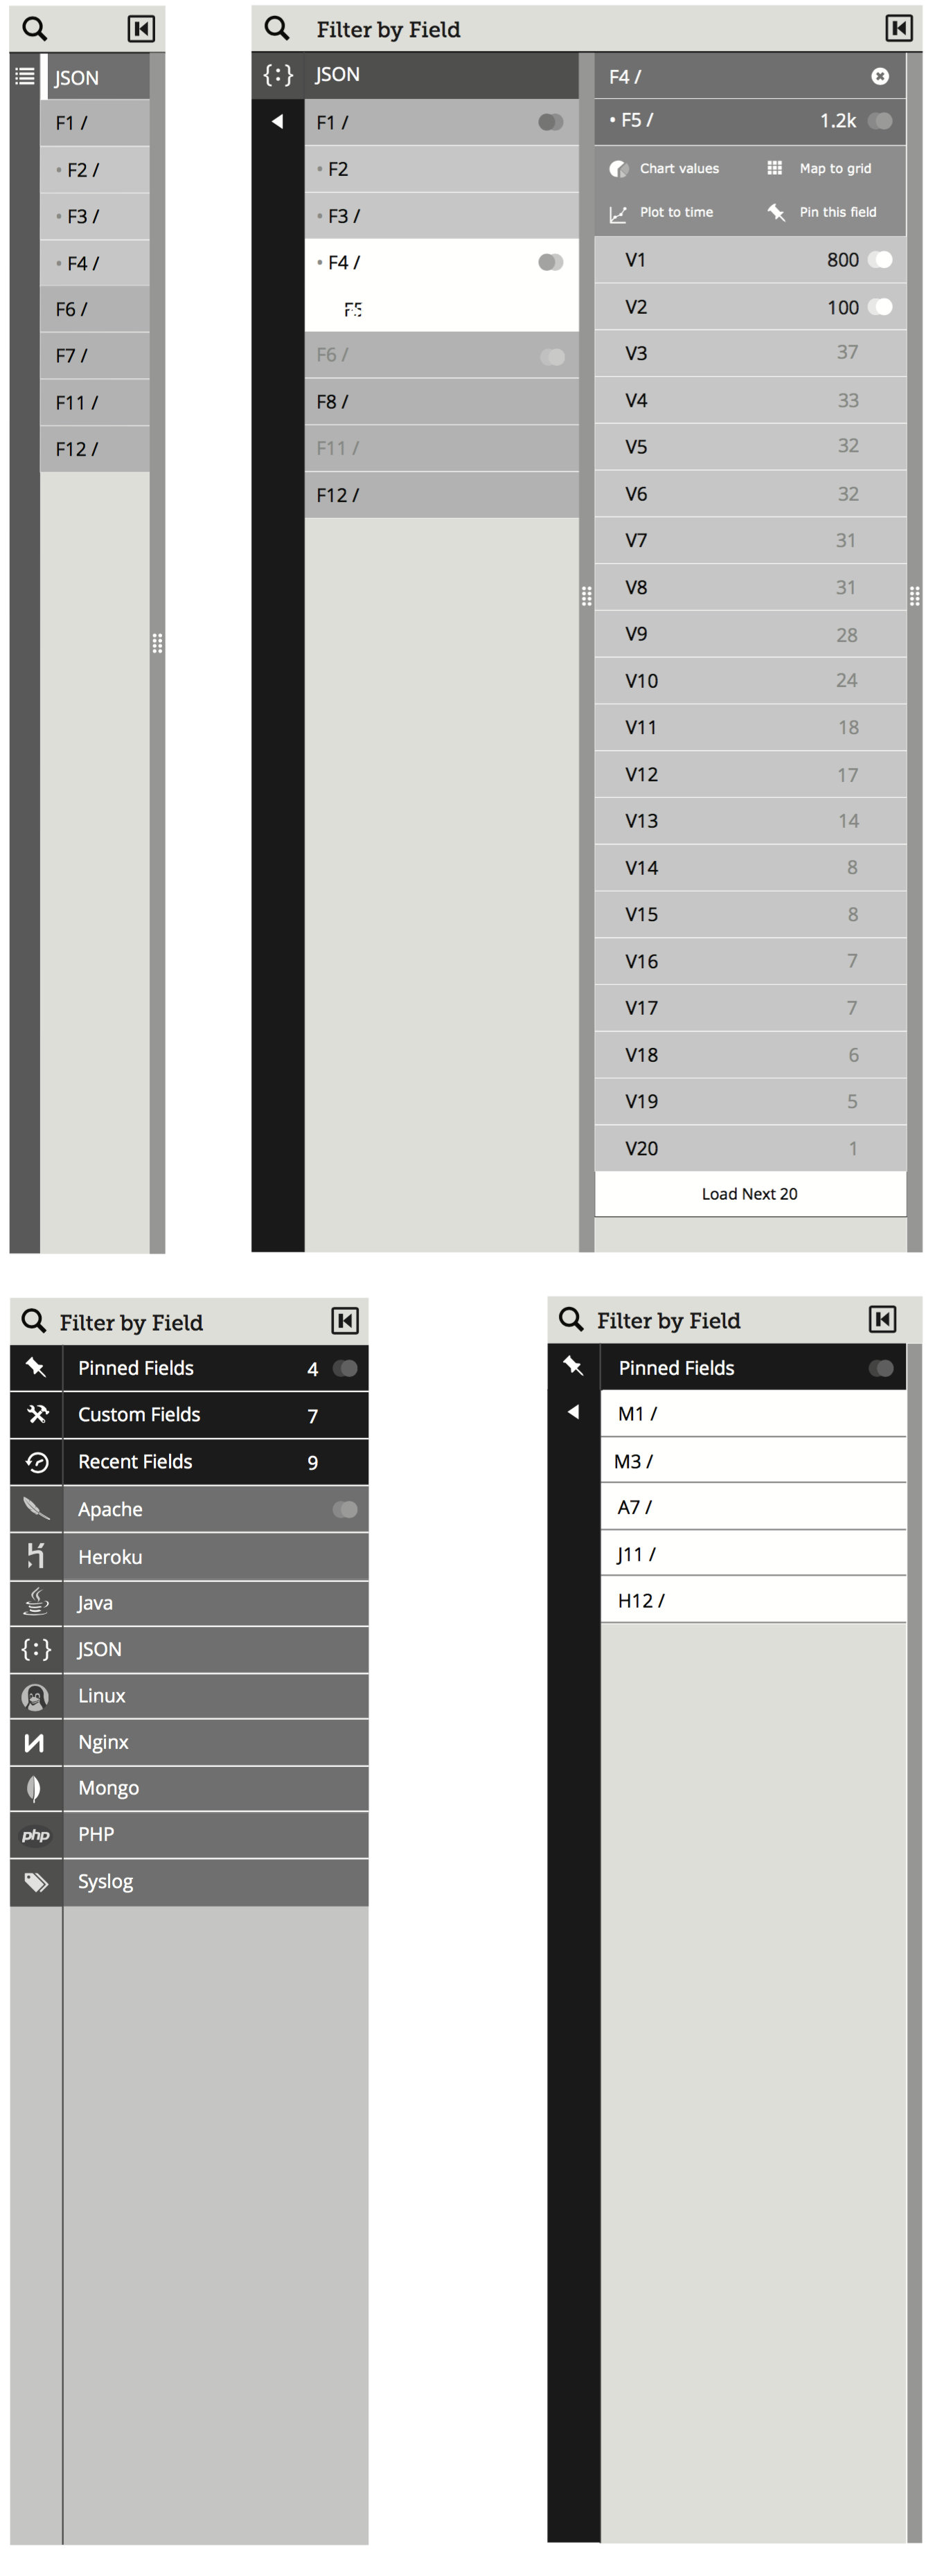 JSON
F1 /
• F2 /
• F3 /
• F4 /
F6 /
F7 /
F11 /
F12 /
Filter by Field
{:} JSON
F1 /
• F2
• F3 /
• F4 /
F5
F6 /
F8 /
F11 /
F12 /
F4 /
• F5 / 1.2k
Chart values Map to grid
Plot to time Pin this field
V1 800
V2 100
V3 37
V4 33
V5 32
V6 32
V7 31
V8 31
V9 28
V10 24
V11 18
V12 17
V13 14
V14 8
V15 8
V16 7
V17 7
V18 6
V19 5
V20 1
Load Next 20
Filter by Field
Pinned Fields 4
Custom Fields 7
Recent Fields 9
Apache
Heroku
Java
{:} JSON
Linux
Nginx
Mongo
php PHP
Syslog
Filter by Field
Pinned Fields
M1 /
M3 /
A7 /
J11 /
H12 /